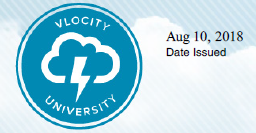 VLOCITY
UNIVERSITY
Aug 10, 2018
Date Issued